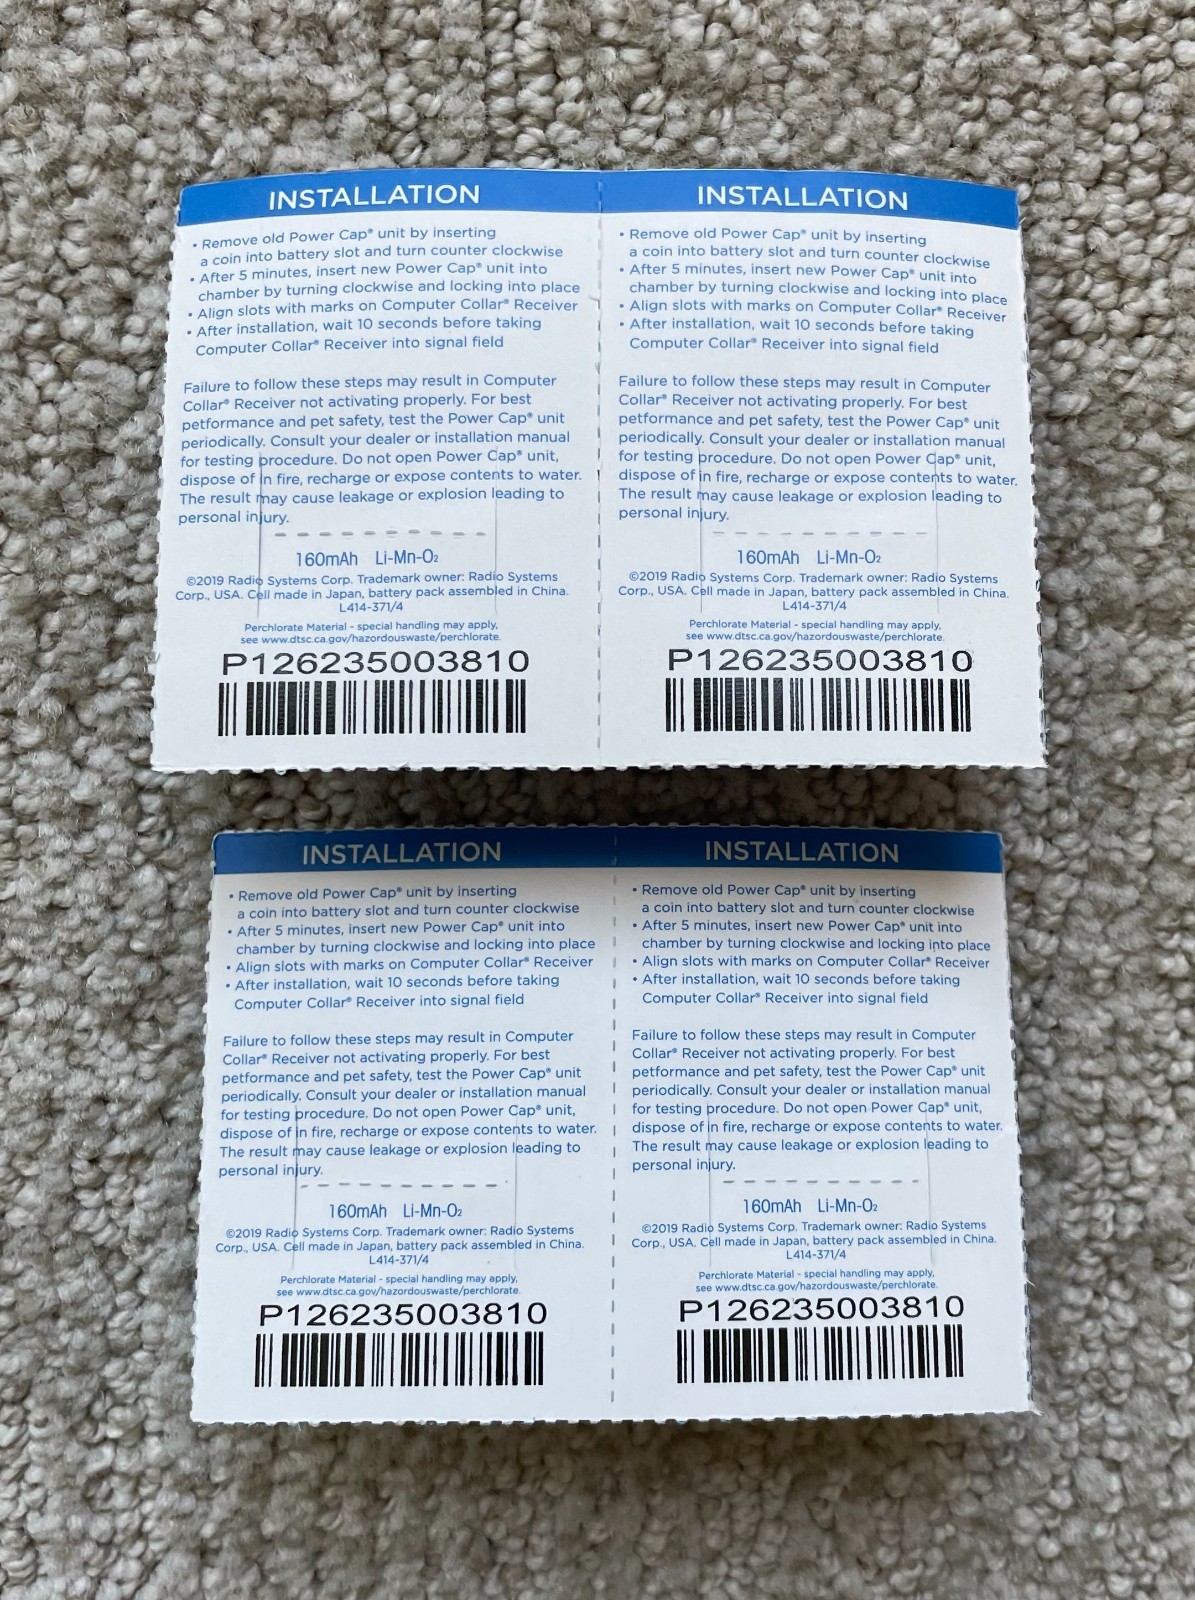 INSTALLATION
• Remove old Power Cap® unit by inserting
a coin into battery slot and turn counter clockwise
• After 5 minutes, insert new Power Cap® unit into
chamber by turning clockwise and locking into place
• Align slots with marks on Computer Collar® Receiver
• After installation, wait 10 seconds before taking
Computer Collar® Receiver into signal field
Failure to follow these steps may result in Computer
Collar® Receiver not activating properly. For best
petformance and pet safety, test the Power Cap® unit
periodically. Consult your dealer or installation manual
for testing procedure. Do not open Power Cap® unit,
dispose of in fire, recharge or expose contents to water.
The result may cause leakage or explosion leading to
personal injury.
160mAh Li-Mn-O₂
©2019 Radio Systems Corp. Trademark owner: Radio Systems
Corp., USA. Cell made in Japan, battery pack assembled in China.
L414-371/4
Perchlorate Material - special handling may apply,
see www.dtsc.ca.gov/hazordouswaste/perchlorate.
P126235003810
INSTALLATION
• Remove old Power Cap® unit by inserting
a coin into battery slot and turn counter clockwise
• After 5 minutes, insert new Power Cap® unit into
chamber by turning clockwise and locking into place
• Align slots with marks on Computer Collar® Receiver
• After installation, wait 10 seconds before taking
Computer Collar® Receiver into signal field
Failure to follow these steps may result in Computer
Collar® Receiver not activating properly. For best
petformance and pet safety, test the Power Cap® unit
periodically. Consult your dealer or installation manual
for testing procedure. Do not open Power Cap® unit,
dispose of in fire, recharge or expose contents to water.
The result may cause leakage or explosion leading to
personal injury.
160mAh Li-Mn-O₂
©2019 Radio Systems Corp. Trademark owner: Radio Systems
Corp., USA. Cell made in Japan, battery pack assembled in China.
L414-371/4
Perchlorate Material - special handling may apply,
see www.dtsc.ca.gov/hazordouswaste/perchlorate.
P126235003810
INSTALLATION
• Remove old Power Cap® unit by inserting
a coin into battery slot and turn counter clockwise
• After 5 minutes, insert new Power Cap® unit into
chamber by turning clockwise and locking into place
• Align slots with marks on Computer Collar® Receiver
• After installation, wait 10 seconds before taking
Computer Collar® Receiver into signal field
Failure to follow these steps may result in Computer
Collar® Receiver not activating properly. For best
petformance and pet safety, test the Power Cap® unit
periodically. Consult your dealer or installation manual
for testing procedure. Do not open Power Cap® unit,
dispose of in fire, recharge or expose contents to water.
The result may cause leakage or explosion leading to
personal injury.
160mAh Li-Mn-O₂
©2019 Radio Systems Corp. Trademark owner: Radio Systems
Corp., USA. Cell made in Japan, battery pack assembled in China.
L414-371/4
Perchlorate Material - special handling may apply,
see www.dtsc.ca.gov/hazordouswaste/perchlorate.
P126235003810
INSTALLATION
• Remove old Power Cap® unit by inserting
a coin into battery slot and turn counter clockwise
• After 5 minutes, insert new Power Cap® unit into
chamber by turning clockwise and locking into place
• Align slots with marks on Computer Collar® Receiver
• After installation, wait 10 seconds before taking
Computer Collar® Receiver into signal field
Failure to follow these steps may result in Computer
Collar® Receiver not activating properly. For best
petformance and pet safety, test the Power Cap® unit
periodically. Consult your dealer or installation manual
for testing procedure. Do not open Power Cap® unit,
dispose of in fire, recharge or expose contents to water.
The result may cause leakage or explosion leading to
personal injury.
160mAh Li-Mn-O₂
©2019 Radio Systems Corp. Trademark owner: Radio Systems
Corp., USA. Cell made in Japan, battery pack assembled in China.
L414-371/4
Perchlorate Material - special handling may apply,
see www.dtsc.ca.gov/hazordouswaste/perchlorate.
P126235003810